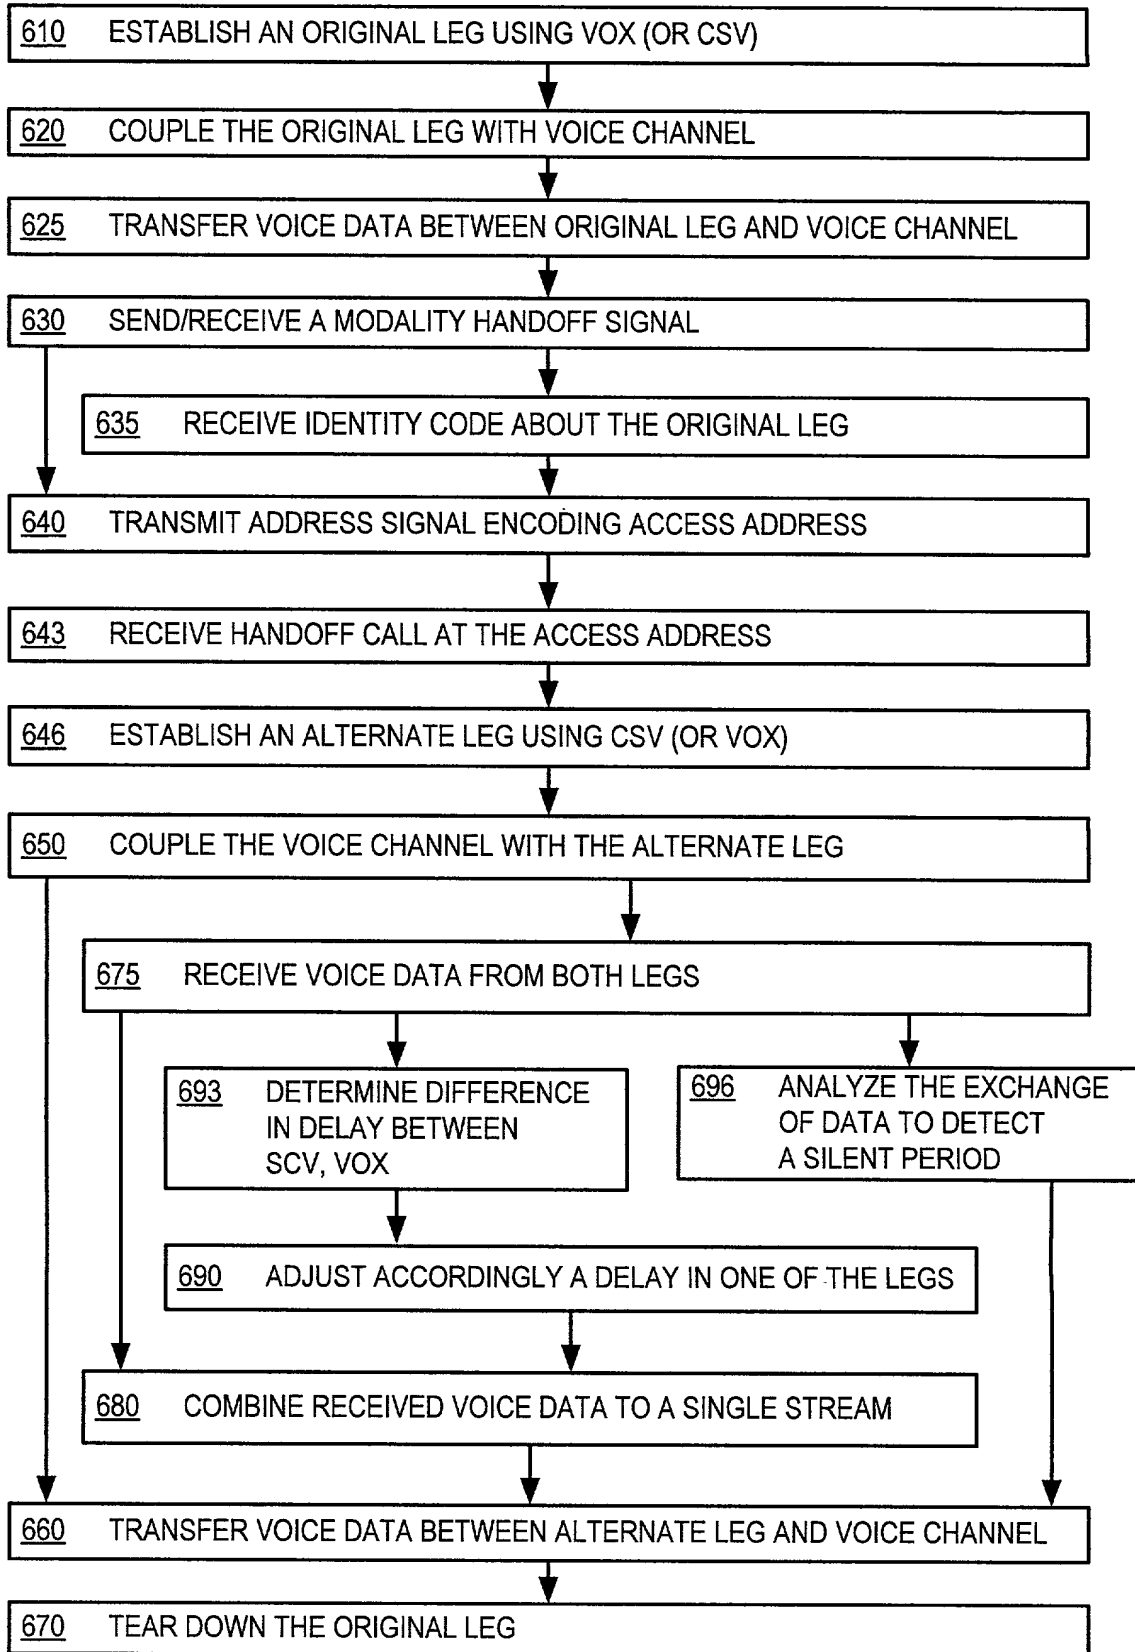 610 ESTABLISH AN ORIGINAL LEG USING VOX (OR CSV)
620 COUPLE THE ORIGINAL LEG WITH VOICE CHANNEL
625 TRANSFER VOICE DATA BETWEEN ORIGINAL LEG AND VOICE CHANNEL
630 SEND/RECEIVE A MODALITY HANDOFF SIGNAL
635 RECEIVE IDENTITY CODE ABOUT THE ORIGINAL LEG
640 TRANSMIT ADDRESS SIGNAL ENCODING ACCESS ADDRESS
643 RECEIVE HANDOFF CALL AT THE ACCESS ADDRESS
646 ESTABLISH AN ALTERNATE LEG USING CSV (OR VOX)
650 COUPLE THE VOICE CHANNEL WITH THE ALTERNATE LEG
675 RECEIVE VOICE DATA FROM BOTH LEGS
693 DETERMINE DIFFERENCE
IN DELAY BETWEEN
SCV, VOX
696 ANALYZE THE EXCHANGE
OF DATA TO DETECT
A SILENT PERIOD
690 ADJUST ACCORDINGLY A DELAY IN ONE OF THE LEGS
680 COMBINE RECEIVED VOICE DATA TO A SINGLE STREAM
660 TRANSFER VOICE DATA BETWEEN ALTERNATE LEG AND VOICE CHANNEL
670 TEAR DOWN THE ORIGINAL LEG